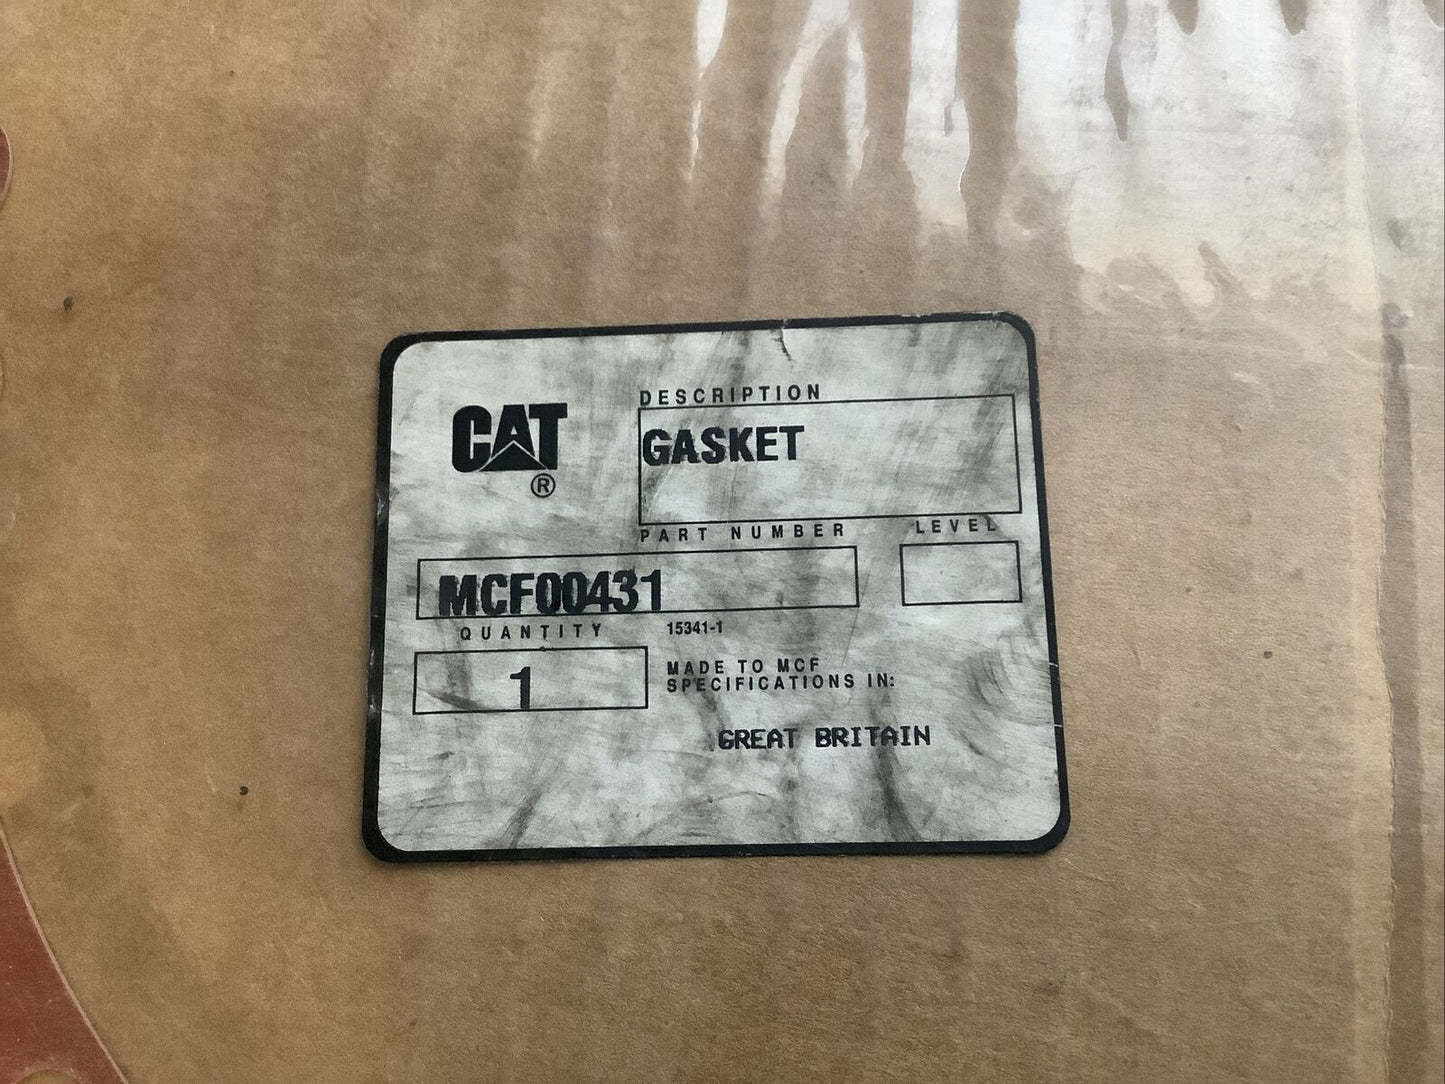 CAT
®
DESCRIPTION
GASKET
PART NUMBER
LEVEL
MCF00431
QUANTITY
15341-1
1
MADE TO MCF
SPECIFICATIONS IN:
GREAT BRITAIN